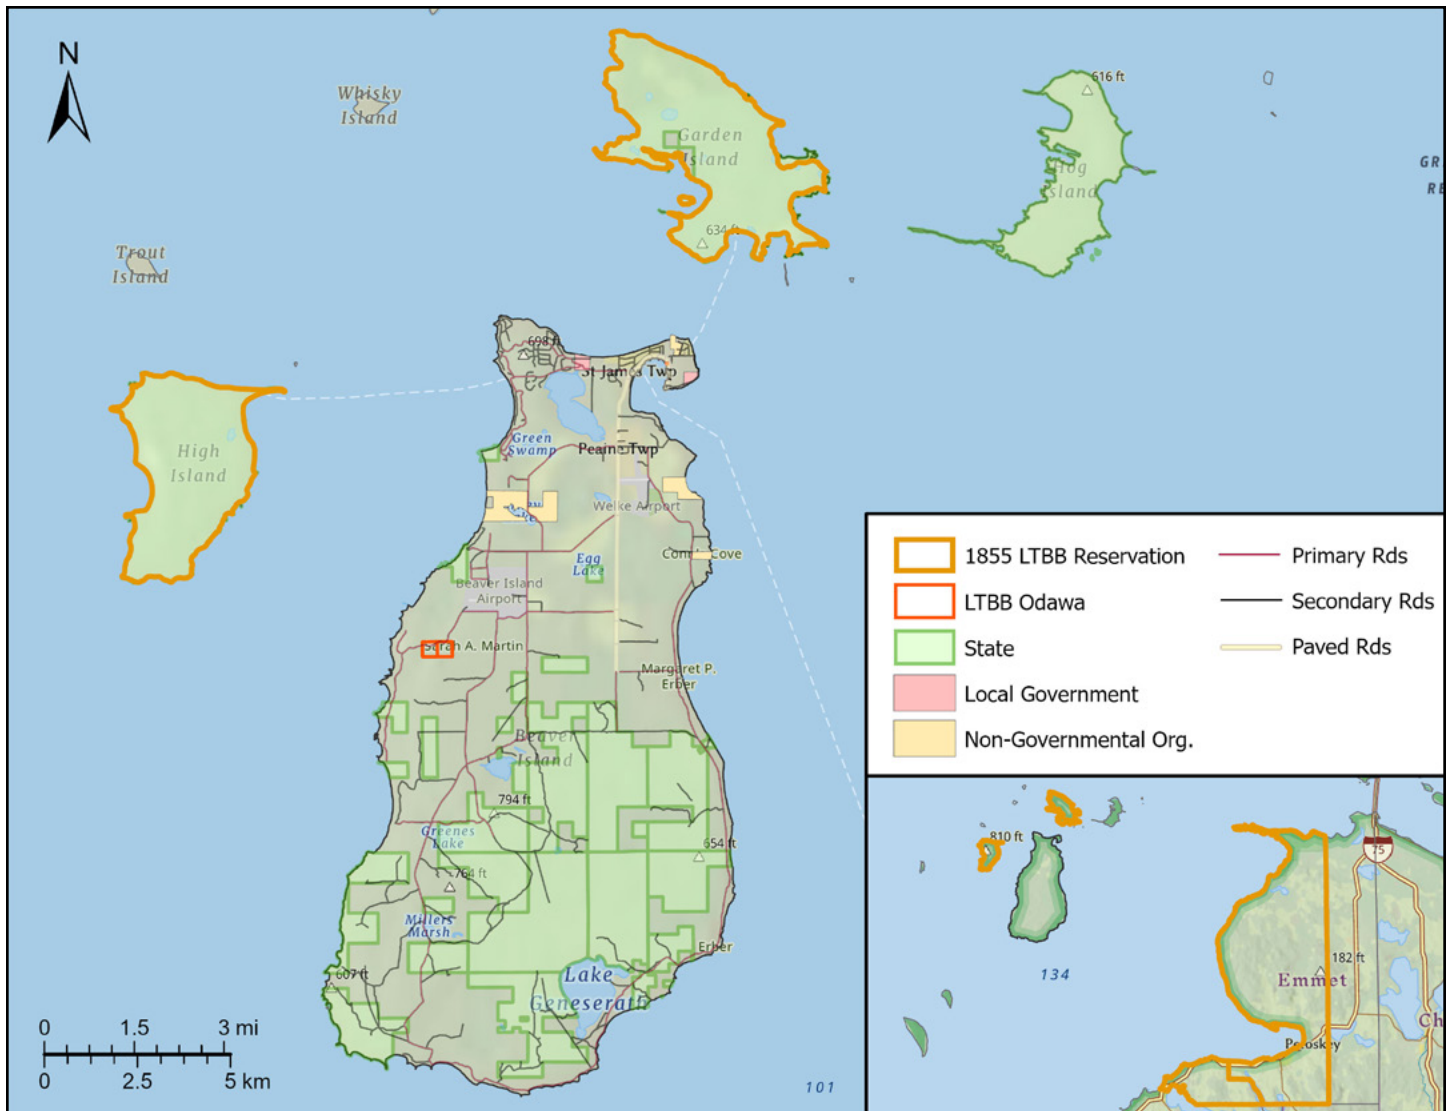 N
Whisky
Island
616 ft
Garden
Island
Hog
Island
GR
RE
634 ft
Trout
Island
698 ft
St James Twp
High
Island
Green
Swamp
Peaine Twp
Welke Airport
Egg
Lake
Beaver Island
Airport
Sarah A. Martin
Margaret P.
Erber
Beaver
Island
794 ft
Greenes
Lake
654 ft
764 ft
Millers
Marsh
Erber
607 ft
Lake
Geneserath
0 1.5 3 mi
0 2.5 5 km
101
1855 LTBB Reservation
LTBB Odawa
State
Local Government
Non-Governmental Org.
Primary Rds
Secondary Rds
Paved Rds
810 ft
75
134
182 ft
Emmet
Ch
Petoskey